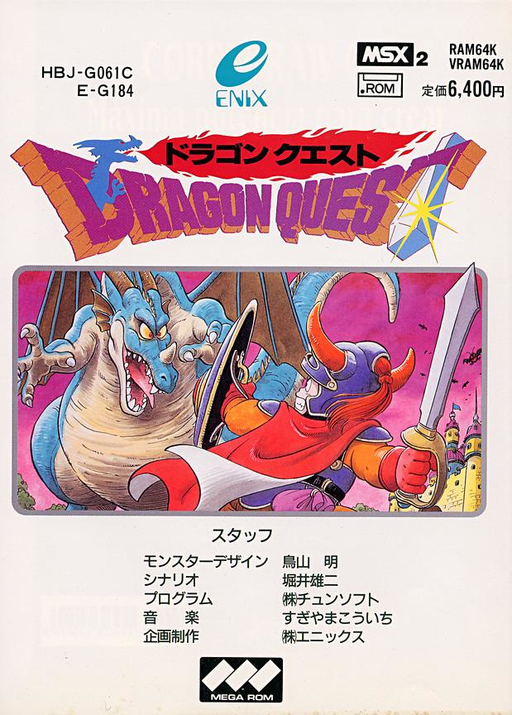 HBJ-G061C
E-G184
ENIX
MSX2
.ROM
RAM64K
VRAM64K
定価6,400円
ドラゴンクエスト
DRAGON QUEST
スタッフ
モンスターデザイン 鳥山 明
シナリオ 堀井雄二
プログラム ㈱チュンソフト
音楽 すぎやまこういち
企画制作 ㈱エニックス
MEGA ROM